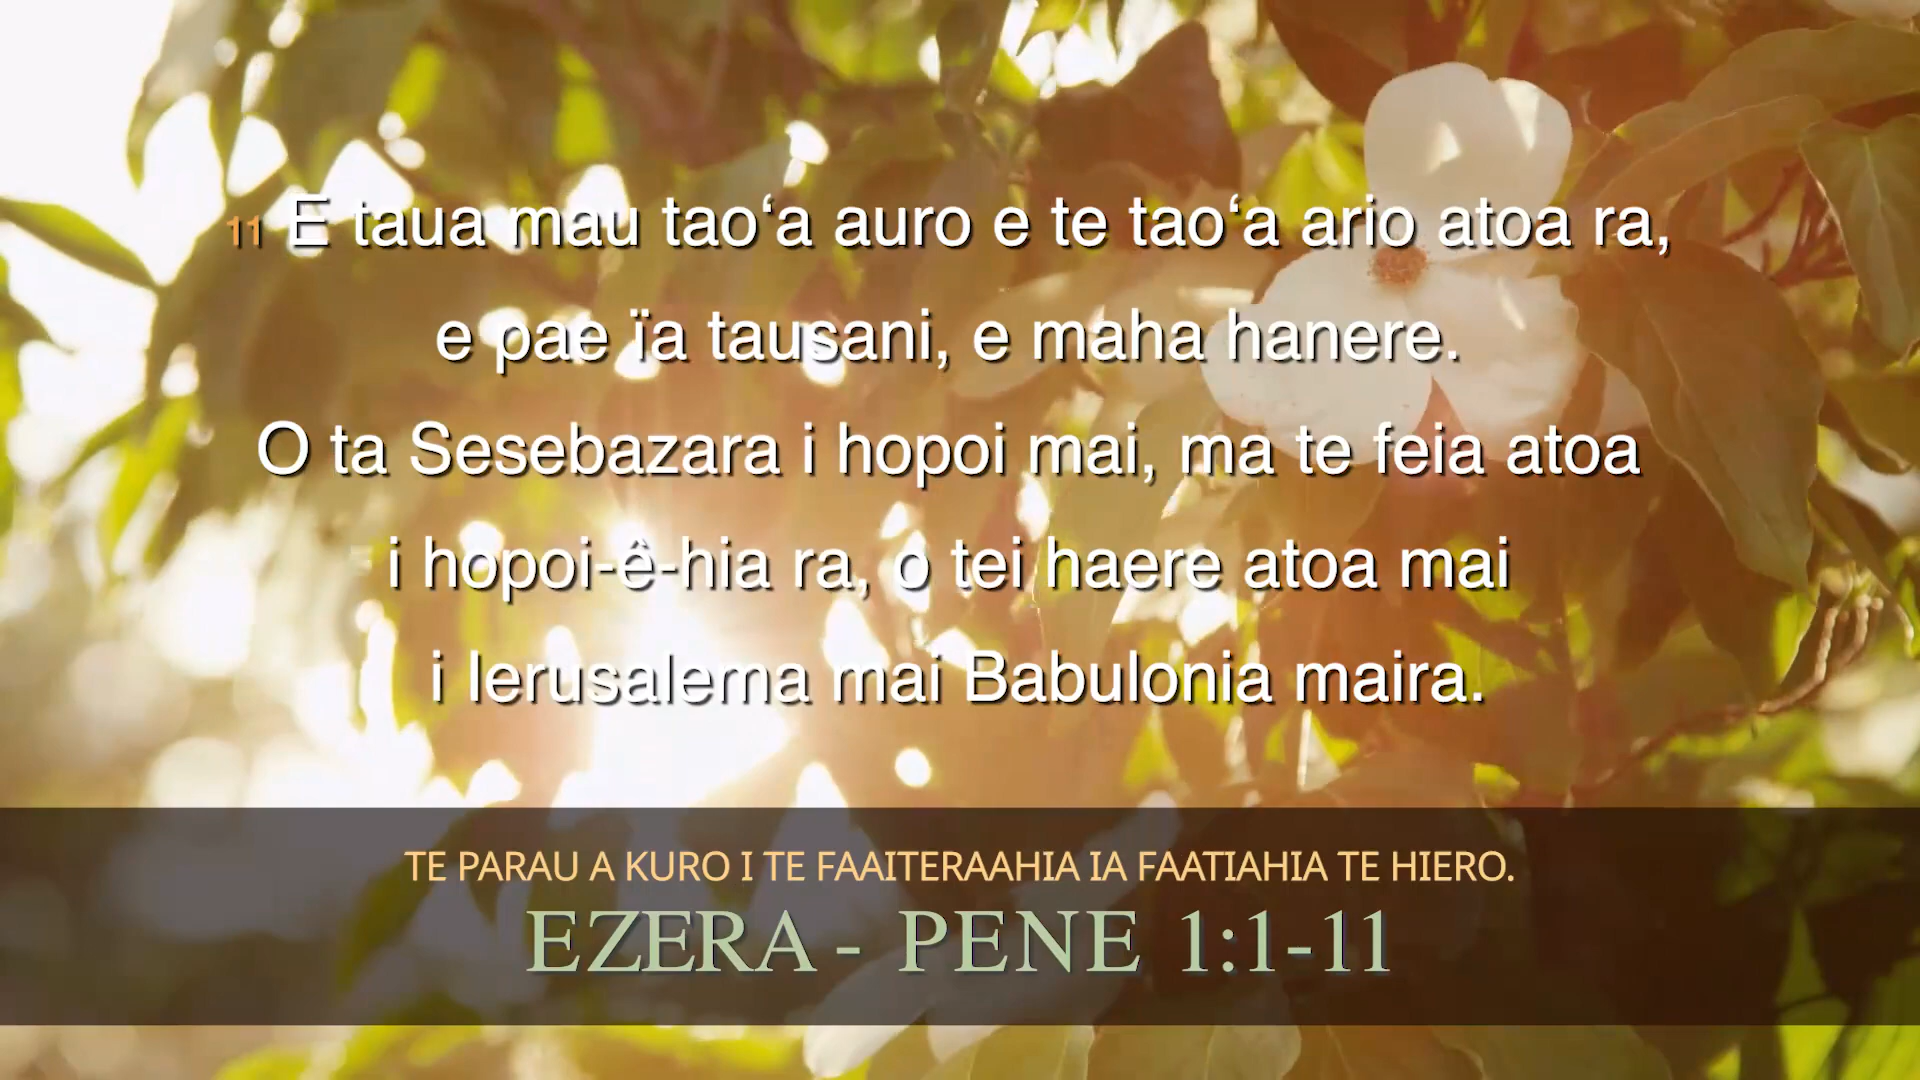 11 E taua mau tao‘a auro e te tao‘a ario atoa ra,
e pae ïa tausani, e maha hanere.
O ta Sesebazara i hopoi mai, ma te feia atoa
i hopoi-ê-hia ra, o tei haere atoa mai
i Ierusalema mai Babulonia maira.
TE PARAU A KURO I TE FAAITERAAHIA IA FAATIAHIA TE HIERO.
EZERA - PENE 1:1-11